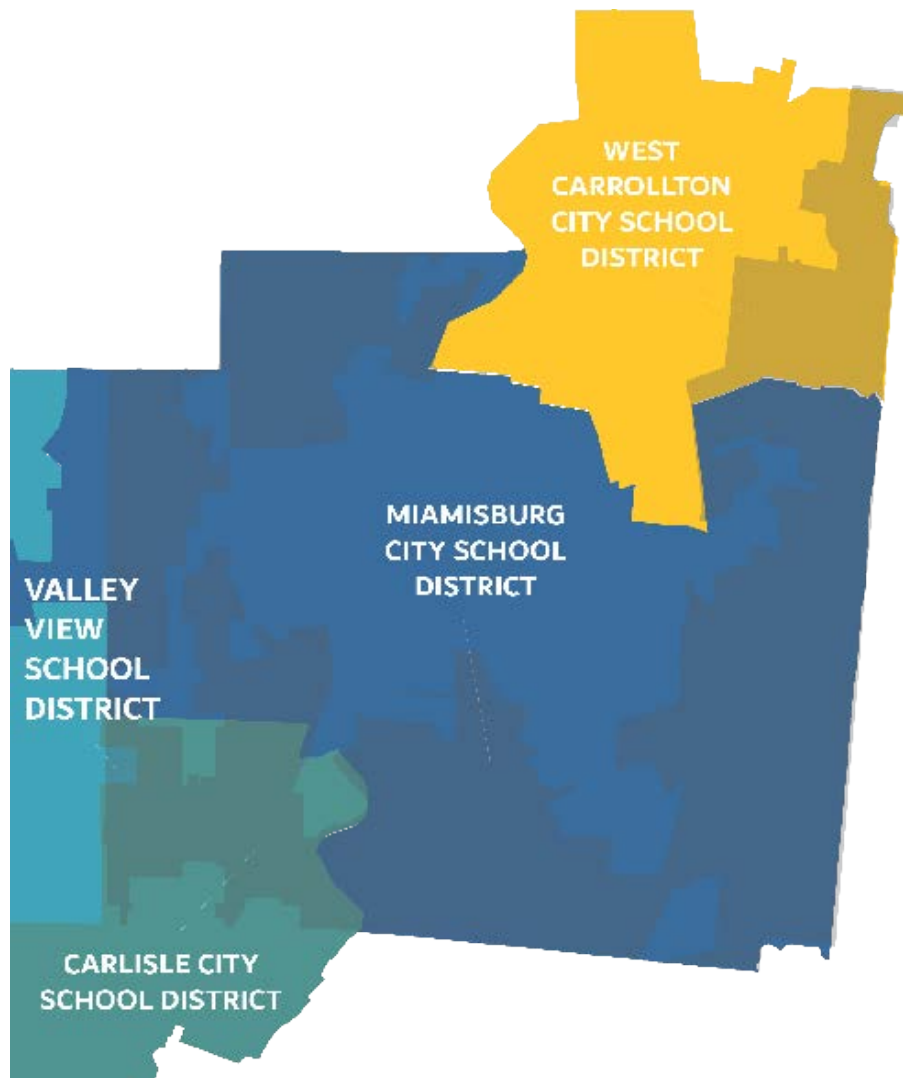 WEST
CARROLLTON
CITY SCHOOL
DISTRICT
MIAMISBURG
CITY SCHOOL
DISTRICT
VALLEY
VIEW
SCHOOL
DISTRICT
CARLISLE CITY
SCHOOL DISTRICT